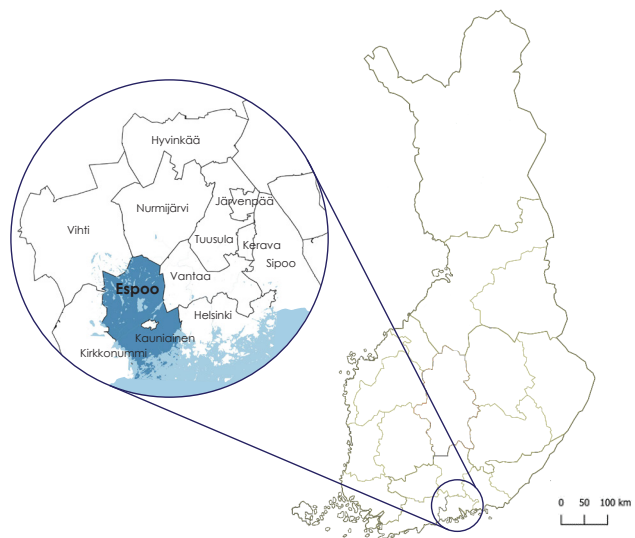 Hyvinkää
Järvenpää
Nurmijärvi
Vihti
Tuusula
Kerava
Sipoo
Vantaa
Espoo
Helsinki
Kauniainen
Kirkkonummi
0 50 100 km